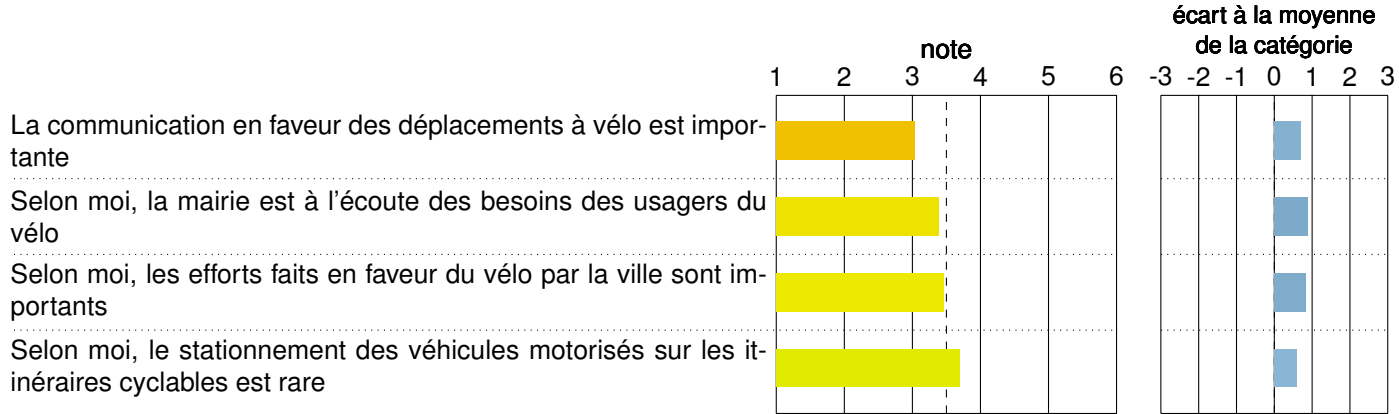 écart à la moyenne
note de la catégorie
1 2 3 4 5 6 -3 -2 -1 0 1 2 3
La communication en faveur des déplacements à vélo est impor-
tante
Selon moi, la mairie est à l'écoute des besoins des usagers du
vélo
Selon moi, les efforts faits en faveur du vélo par la ville sont im-
portants
Selon moi, le stationnement des véhicules motorisés sur les it-
inéraires cyclables est rare